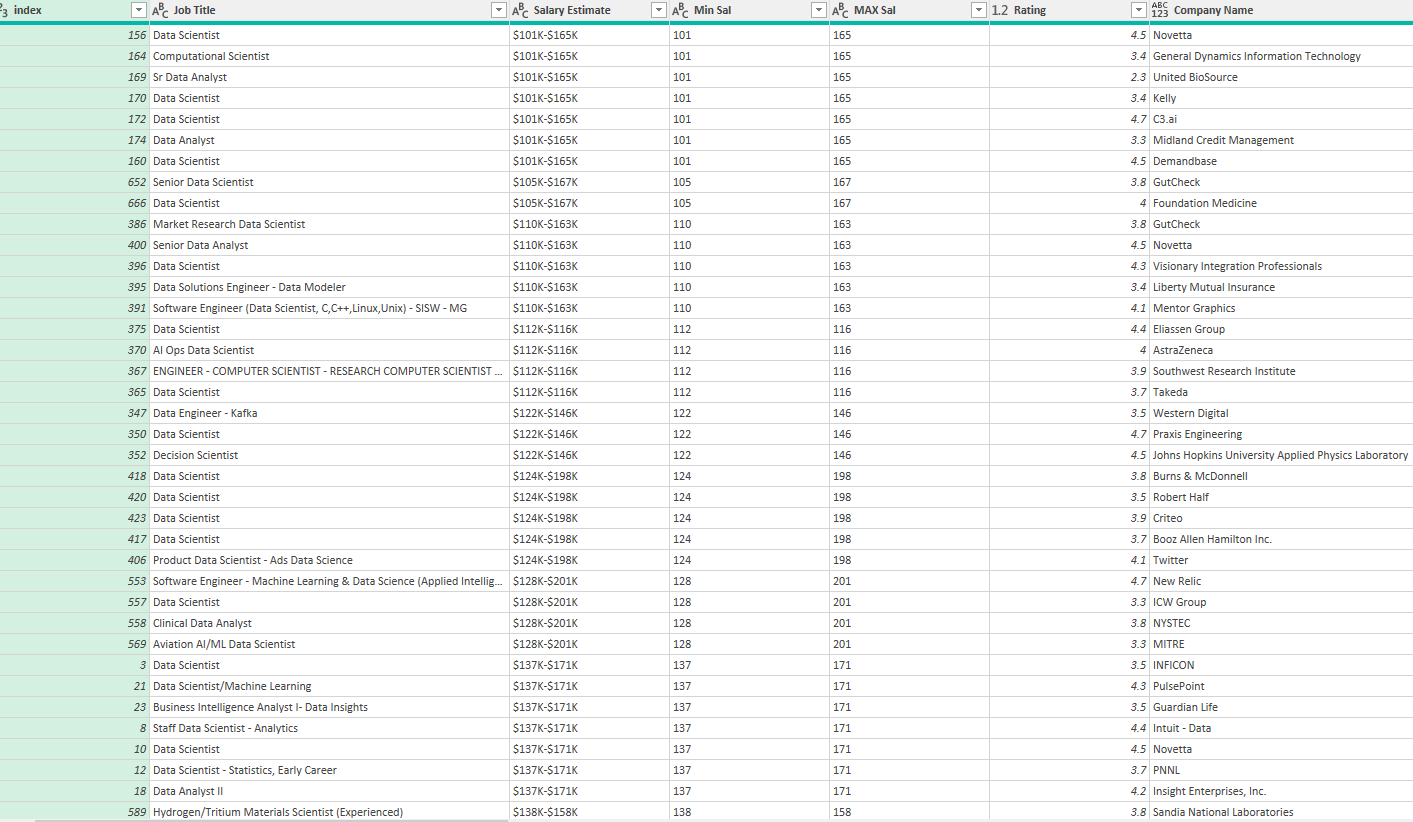 index Job Title Salary Estimate Min Sal MAX Sal 1.2 Rating Company Name
156 Data Scientist $101K-$165K 101 165 4.5 Novetta
164 Computational Scientist $101K-$165K 101 165 3.4 General Dynamics Information Technology
169 Sr Data Analyst $101K-$165K 101 165 2.3 United BioSource
170 Data Scientist $101K-$165K 101 165 3.4 Kelly
172 Data Scientist $101K-$165K 101 165 4.7 C3.ai
174 Data Analyst $101K-$165K 101 165 3.3 Midland Credit Management
160 Data Scientist $101K-$165K 101 165 4.5 Demandbase
652 Senior Data Scientist $105K-$167K 105 167 3.8 GutCheck
666 Data Scientist $105K-$167K 105 167 4 Foundation Medicine
386 Market Research Data Scientist $110K-$163K 110 163 3.8 GutCheck
400 Senior Data Analyst $110K-$163K 110 163 4.5 Novetta
396 Data Scientist $110K-$163K 110 163 4.3 Visionary Integration Professionals
395 Data Solutions Engineer - Data Modeler $110K-$163K 110 163 3.4 Liberty Mutual Insurance
391 Software Engineer (Data Scientist, C,C++,Linux,Unix) - SISW - MG $110K-$163K 110 163 4.1 Mentor Graphics
375 Data Scientist $112K-$116K 112 116 4.4 Eliassen Group
370 AI Ops Data Scientist $112K-$116K 112 116 4 AstraZeneca
367 ENGINEER - COMPUTER SCIENTIST - RESEARCH COMPUTER SCIENTIST ... $112K-$116K 112 116 3.9 Southwest Research Institute
365 Data Scientist $112K-$116K 112 116 3.7 Takeda
347 Data Engineer - Kafka $122K-$146K 122 146 3.5 Western Digital
350 Data Scientist $122K-$146K 122 146 4.7 Praxis Engineering
352 Decision Scientist $122K-$146K 122 146 4.5 Johns Hopkins University Applied Physics Laboratory
418 Data Scientist $124K-$198K 124 198 3.8 Burns & McDonnell
420 Data Scientist $124K-$198K 124 198 3.5 Robert Half
423 Data Scientist $124K-$198K 124 198 3.9 Criteo
417 Data Scientist $124K-$198K 124 198 3.7 Booz Allen Hamilton Inc.
406 Product Data Scientist - Ads Data Science $124K-$198K 124 198 4.1 Twitter
553 Software Engineer - Machine Learning & Data Science (Applied Intellig... $128K-$201K 128 201 4.7 New Relic
557 Data Scientist $128K-$201K 128 201 3.3 ICW Group
558 Clinical Data Analyst $128K-$201K 128 201 3.8 NYSTEC
569 Aviation AI/ML Data Scientist $128K-$201K 128 201 3.3 MITRE
3 Data Scientist $137K-$171K 137 171 3.5 INFICON
21 Data Scientist/Machine Learning $137K-$171K 137 171 4.3 PulsePoint
23 Business Intelligence Analyst I- Data Insights $137K-$171K 137 171 3.5 Guardian Life
8 Staff Data Scientist - Analytics $137K-$171K 137 171 4.4 Intuit - Data
10 Data Scientist $137K-$171K 137 171 4.5 Novetta
12 Data Scientist - Statistics, Early Career $137K-$171K 137 171 3.7 PNNL
18 Data Analyst II $137K-$171K 137 171 4.2 Insight Enterprises, Inc.
589 Hydrogen/Tritium Materials Scientist (Experienced) $138K-$158K 138 158 3.8 Sandia National Laboratories